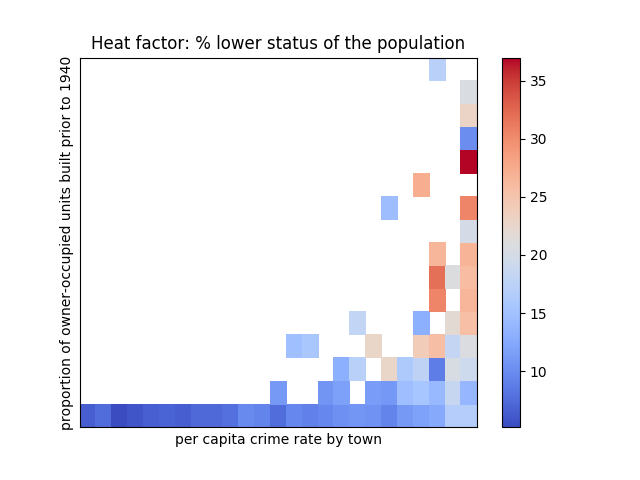 Heat factor: % lower status of the population
proportion of owner-occupied units built prior to 1940
per capita crime rate by town
35
30
25
20
15
10